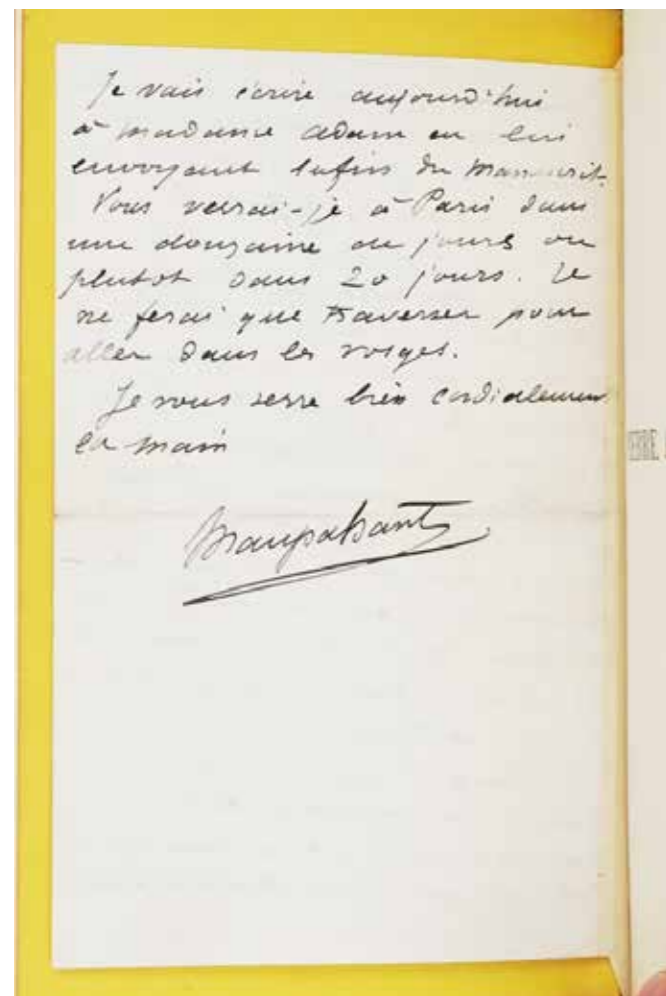 Je vais écrire aujourd'hui
à madame Adam en lui
envoyant la fin du Manuscrit.
Vous verrai-je à Paris dans
une douzaine de jours ou
plutot dans 20 jours. Je
ne ferai que traverser pour
aller dans les vosges.
Je vous serre bien cordialement
la main
Maupassant